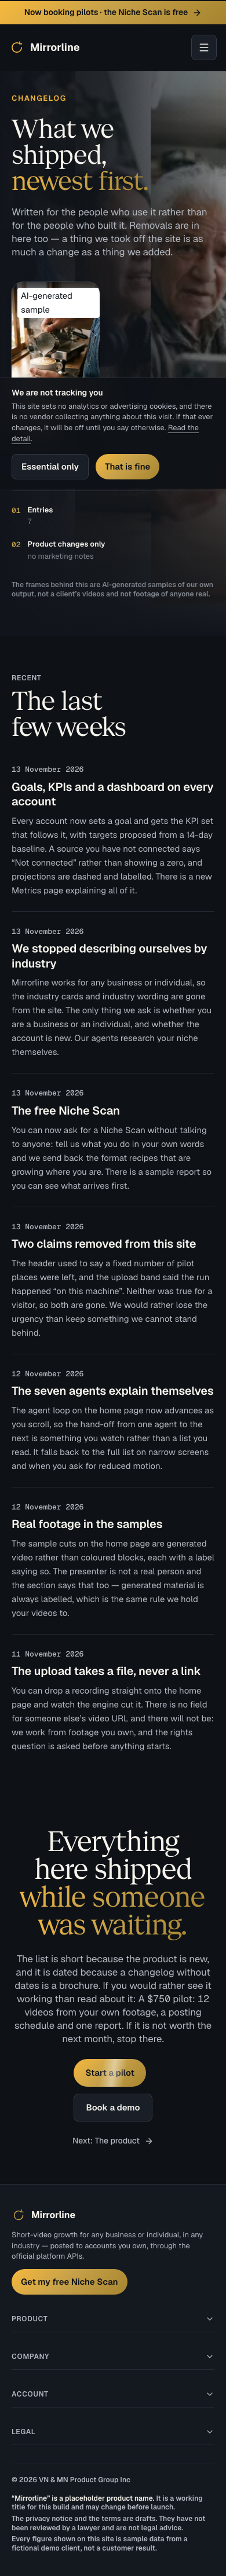 Now booking pilots · the Niche Scan is free →
Mirrorline
CHANGELOG
What we
shipped,
newest first.
Written for the people who use it rather than
for the people who built it. Removals are in
here too — a thing we took off the site is as
much a change as a thing we added.
AI-generated
sample
We are not tracking you
This site sets no analytics or advertising cookies, and there
is no vendor collecting anything about this visit. If that ever
changes, it will be off until you say otherwise. Read the
detail.
Essential only
That is fine
01 Entries
7
02 Product changes only
no marketing notes
The frames behind this are AI-generated samples of our own
output, not a client's videos and not footage of anyone real.
RECENT
The last
few weeks
13 November 2026
Goals, KPIs and a dashboard on every
account
Every account now sets a goal and gets the KPI set
that follows it, with targets proposed from a 14-day
baseline. A source you have not connected says
“Not connected” rather than showing a zero, and
projections are dashed and labelled. There is a new
Metrics page explaining all of it.
13 November 2026
We stopped describing ourselves by
industry
Mirrorline works for any business or individual, so
the industry cards and industry wording are gone
from the site. The only thing we ask is whether you
are a business or an individual, and whether the
account is new. Our agents research your niche
themselves.
13 November 2026
The free Niche Scan
You can now ask for a Niche Scan without talking
to anyone: tell us what you do in your own words
and we send back the format recipes that are
growing where you are. There is a sample report so
you can see what arrives first.
13 November 2026
Two claims removed from this site
The header used to say a fixed number of pilot
places were left, and the upload band said the run
happened “on this machine”. Neither was true for a
visitor, so both are gone. We would rather lose the
urgency than keep something we cannot stand
behind.
12 November 2026
The seven agents explain themselves
The agent loop on the home page now advances as
you scroll, so the hand-off from one agent to the
next is something you watch rather than a list you
read. It falls back to the full list on narrow screens
and when you ask for reduced motion.
12 November 2026
Real footage in the samples
The sample cuts on the home page are generated
video rather than coloured blocks, each with a label
saying so. The presenter is not a real person and
the section says that too — generated material is
always labelled, which is the same rule we hold
your videos to.
11 November 2026
The upload takes a file, never a link
You can drop a recording straight onto the home
page and watch the engine cut it. There is no field
for someone else's video URL and there will not be:
we work from footage you own, and the rights
question is asked before anything starts.
Everything
here shipped
while someone
was waiting.
The list is short because the product is new,
and it is dated because a changelog without
dates is a brochure. If you would rather see it
working than read about it: A $750 pilot: 12
videos from your own footage, a posting
schedule and one report. If it is not worth the
next month, stop there.
Start a pilot
Book a demo
Next: The product →
Mirrorline
Short-video growth for any business or individual, in any
industry — posted to accounts you own, through the
official platform APIs.
Get my free Niche Scan
PRODUCT
COMPANY
ACCOUNT
LEGAL
© 2026 VN & MN Product Group Inc
“Mirrorline” is a placeholder product name. It is a working
title for this build and may change before launch.
The privacy notice and the terms are drafts. They have not
been reviewed by a lawyer and are not legal advice.
Every figure shown on this site is sample data from a
fictional demo client, not a customer result.